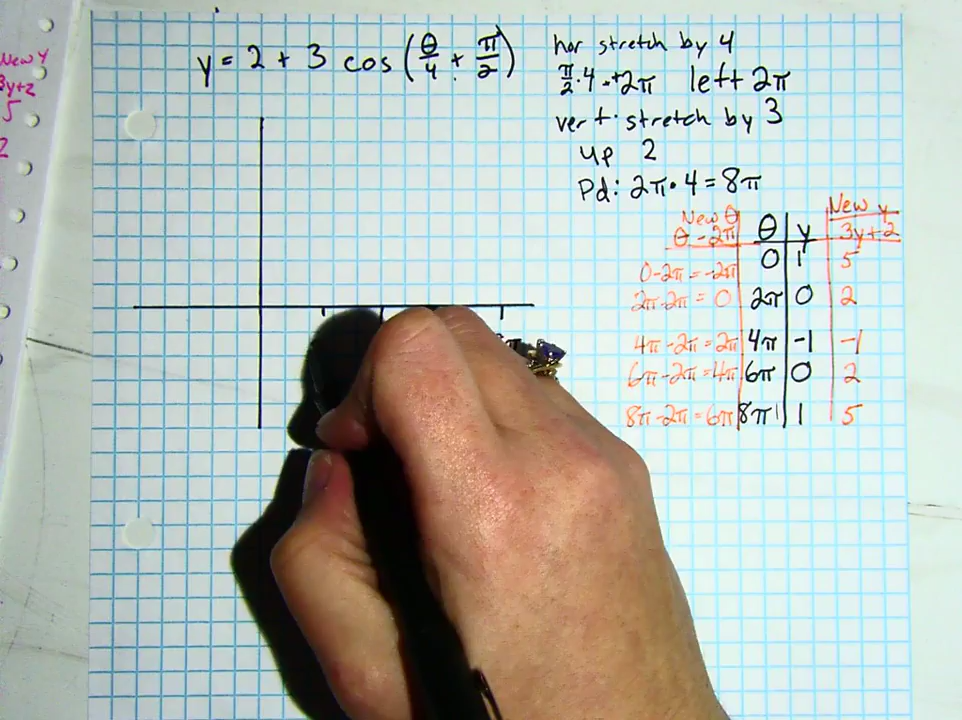 New y
3y+2
5
2
y = 2 + 3 cos (θ/4 + π/2)
hor stretch by 4
π/2 · 4 = +2π left 2π
vert. stretch by 3
up 2
Pd: 2π · 4 = 8π
New θ New y
θ - 2π θ y 3y+2
0-2π = -2π 0 1 5
2π-2π = 0 2π 0 2
4π-2π = 2π 4π -1 -1
6π-2π = 4π 6π 0 2
8π-2π = 6π 8π 1 5